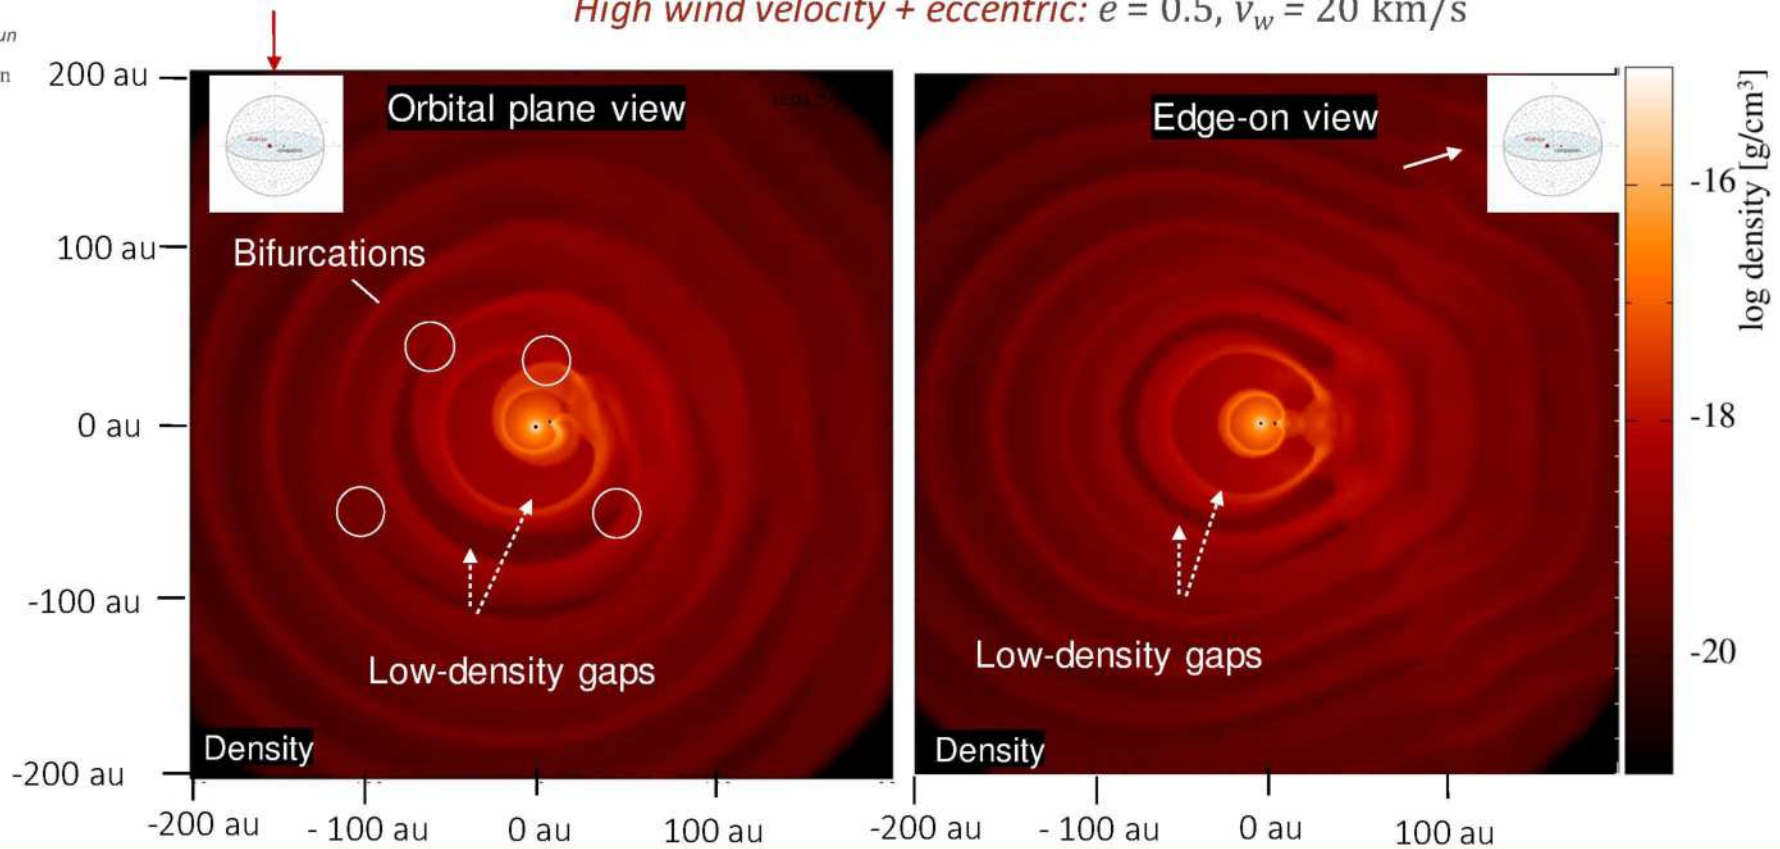 High wind velocity + eccentric: e = 0.5, v_w = 20 km/s
un
n
200 au
100 au
0 au
-100 au
-200 au
Orbital plane view
Bifurcations
Low-density gaps
Density
-200 au
- 100 au
0 au
100 au
Edge-on view
Low-density gaps
Density
-200 au
- 100 au
0 au
100 au
-16
-18
-20
log density [g/cm³]